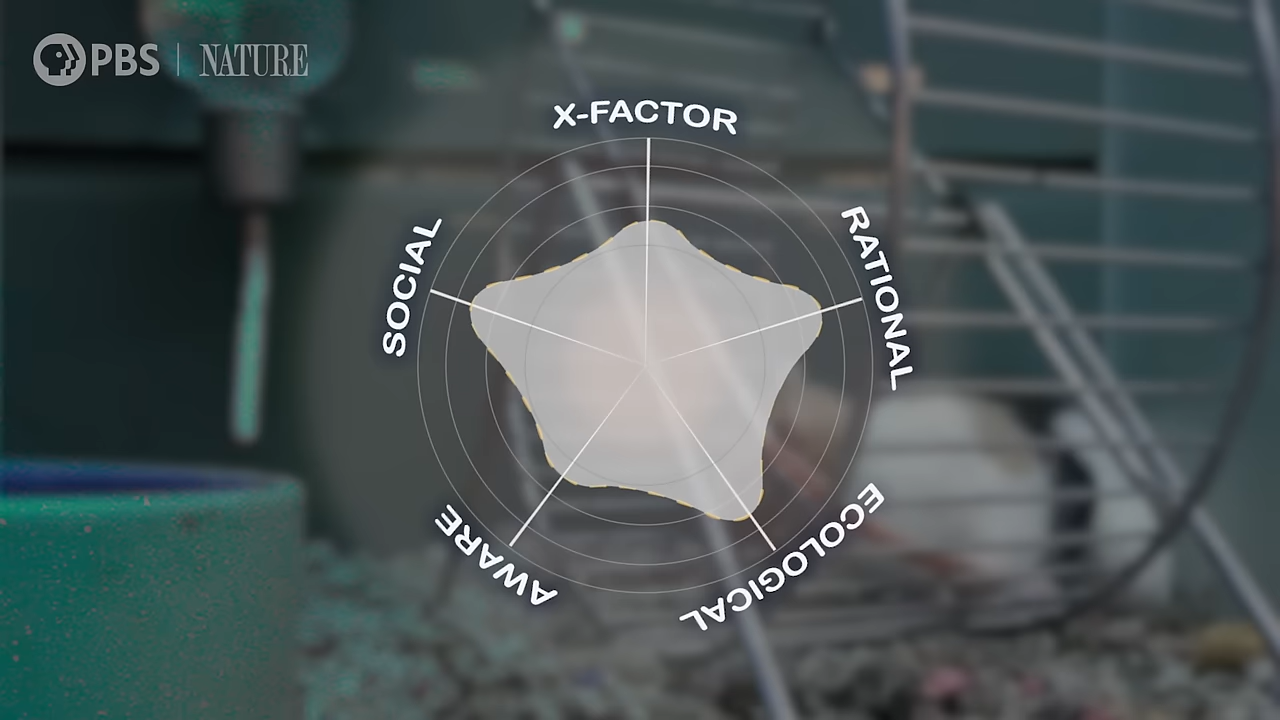 PBS | NATURE
X-FACTOR
SOCIAL
RATIONAL
AWARE
ECOLOGICAL